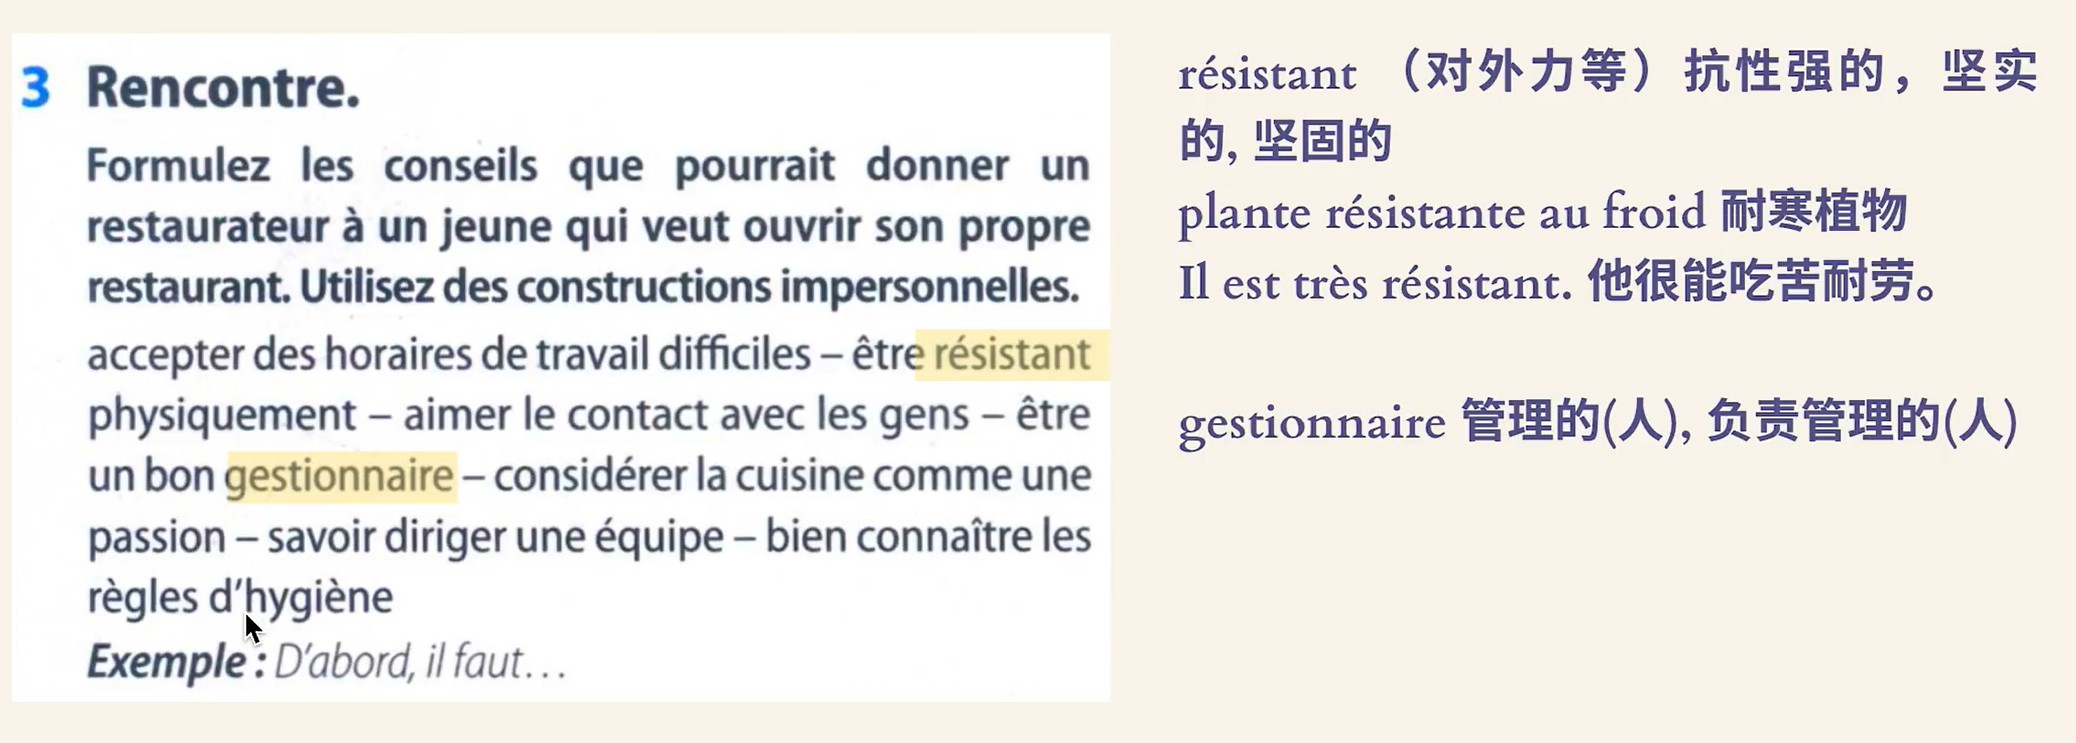 3 Rencontre.
Formulez les conseils que pourrait donner un
restaurateur à un jeune qui veut ouvrir son propre
restaurant. Utilisez des constructions impersonnelles.
accepter des horaires de travail difficiles – être résistant
physiquement – aimer le contact avec les gens – être
un bon gestionnaire – considérer la cuisine comme une
passion – savoir diriger une équipe – bien connaître les
règles d'hygiène
Exemple : D'abord, il faut…
résistant （对外力等）抗性强的，坚实
的, 坚固的
plante résistante au froid 耐寒植物
Il est très résistant. 他很能吃苦耐劳。
gestionnaire 管理的(人), 负责管理的(人)